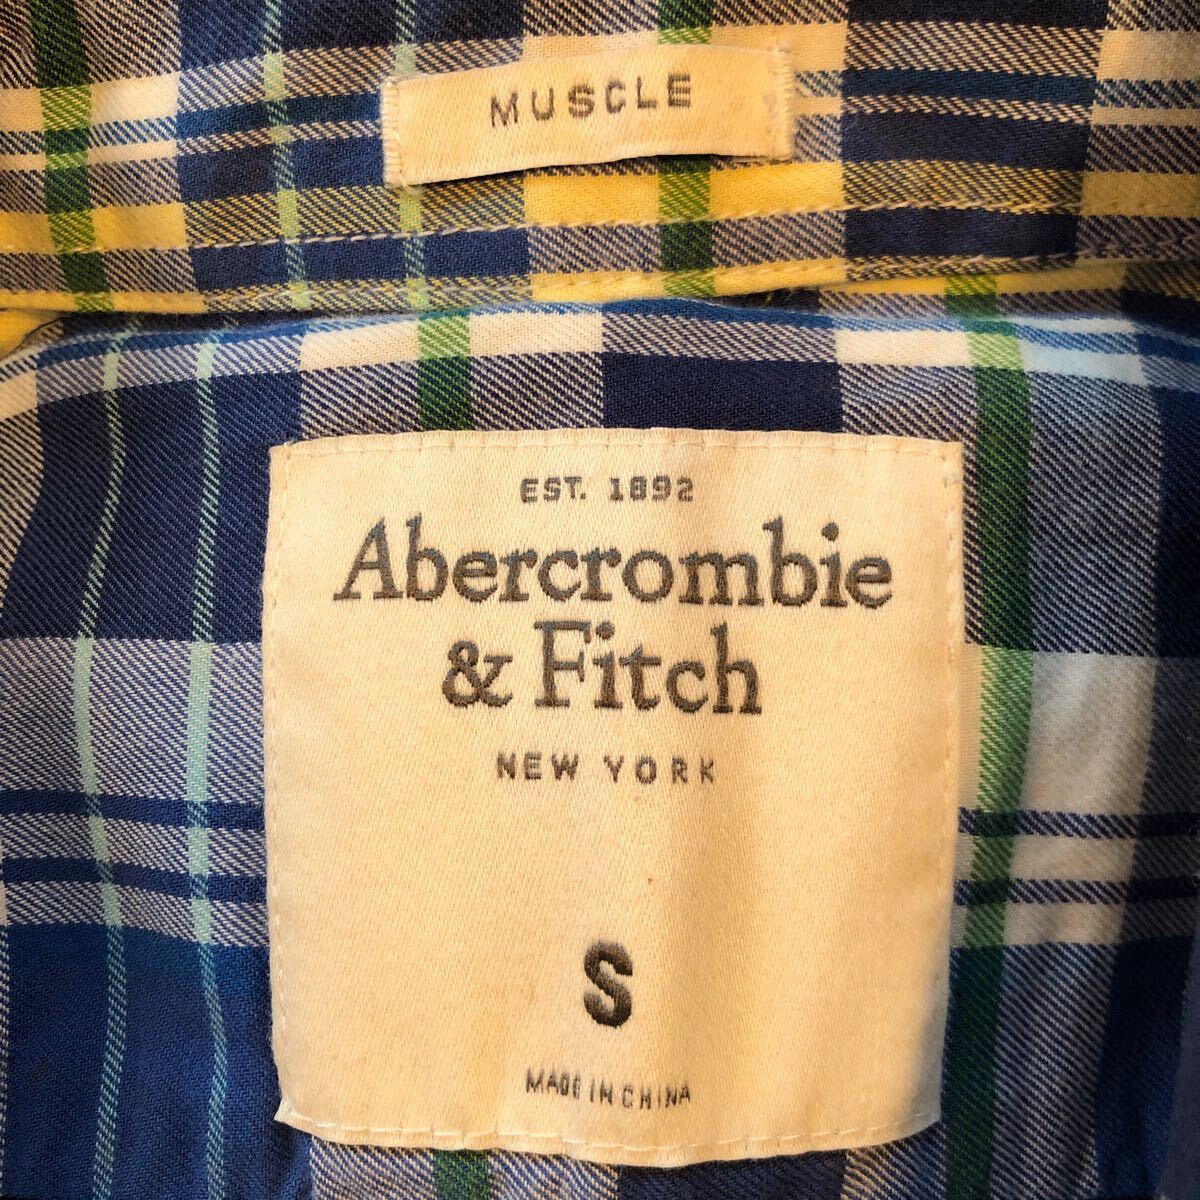 MUSCLE
EST. 1892
Abercrombie
& Fitch
NEW YORK
S
MADE IN CHINA